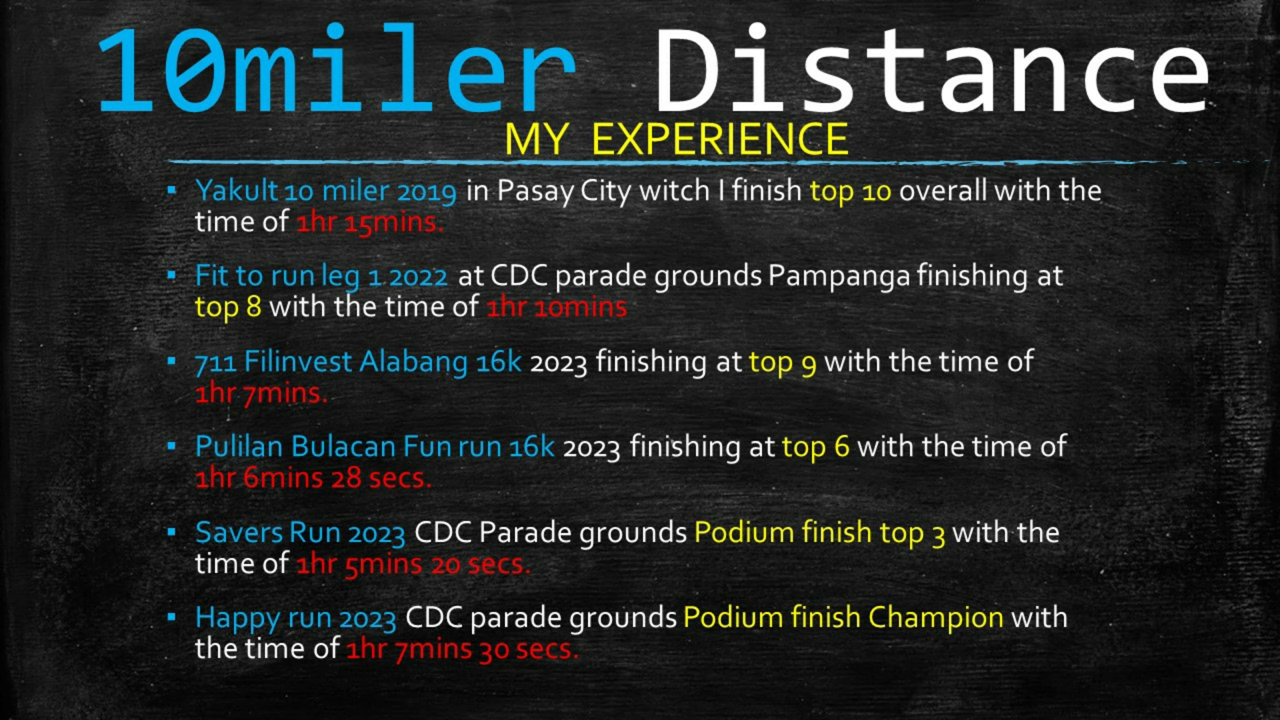 10miler Distance
MY EXPERIENCE
▪ Yakult 10 miler 2019 in Pasay City witch I finish top 10 overall with the
time of 1hr 15mins.
▪ Fit to run leg 1 2022 at CDC parade grounds Pampanga finishing at
top 8 with the time of 1hr 10mins
▪ 711 Filinvest Alabang 16k 2023 finishing at top 9 with the time of
1hr 7mins.
▪ Pulilan Bulacan Fun run 16k 2023 finishing at top 6 with the time of
1hr 6mins 28 secs.
▪ Savers Run 2023 CDC Parade grounds Podium finish top 3 with the
time of 1hr 5mins 20 secs.
▪ Happy run 2023 CDC parade grounds Podium finish Champion with
the time of 1hr 7mins 30 secs.